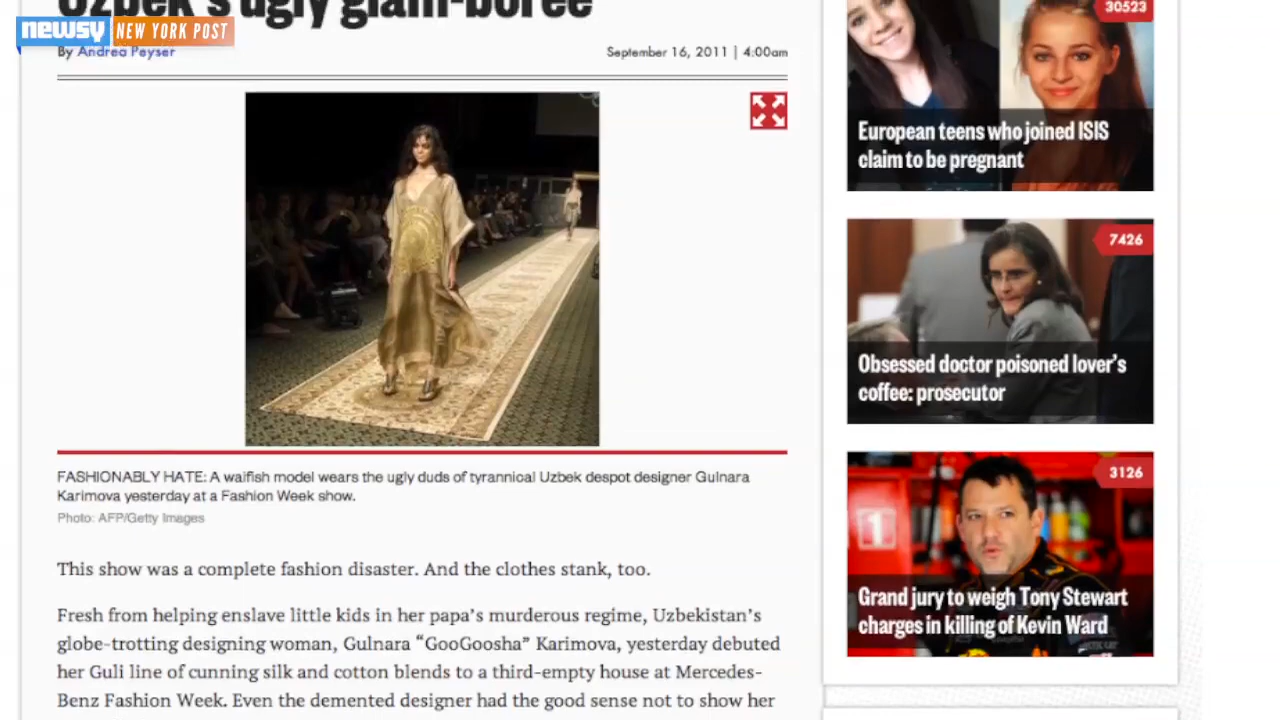 Uzbek's ugly glam-boree
newsy NEW YORK POST
By Andrea Peyser
September 16, 2011 | 4:00am
FASHIONABLY HATE: A waifish model wears the ugly duds of tyrannical Uzbek despot designer Gulnara
Karimova yesterday at a Fashion Week show.
Photo: AFP/Getty Images
This show was a complete fashion disaster. And the clothes stank, too.
Fresh from helping enslave little kids in her papa's murderous regime, Uzbekistan's
globe-trotting designing woman, Gulnara “GooGoosha” Karimova, yesterday debuted
her Guli line of cunning silk and cotton blends to a third-empty house at Mercedes-
Benz Fashion Week. Even the demented designer had the good sense not to show her
30523
European teens who joined ISIS
claim to be pregnant
7426
Obsessed doctor poisoned lover's
coffee: prosecutor
3126
1
Grand jury to weigh Tony Stewart
charges in killing of Kevin Ward